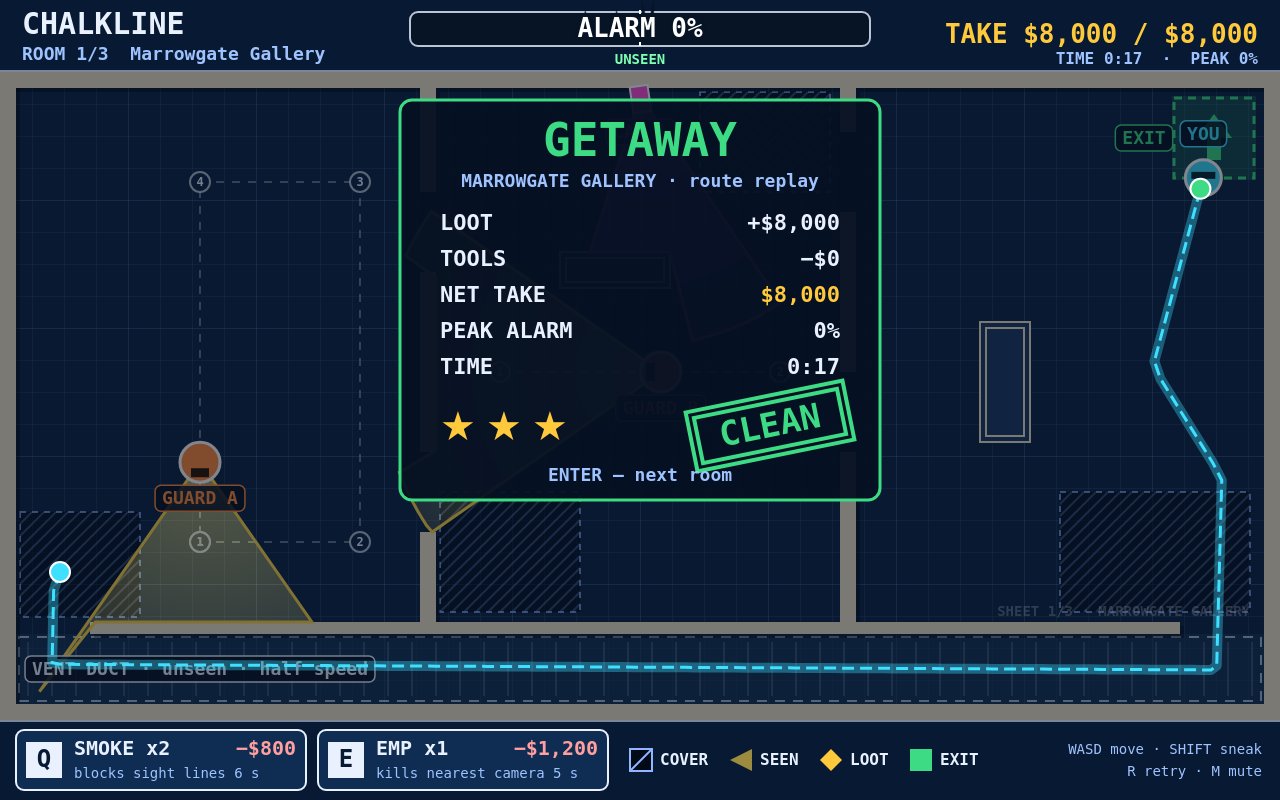 CHALKLINE
ROOM 1/3 Marrowgate Gallery
ALARM 0%
UNSEEN
TAKE $8,000 / $8,000
TIME 0:17 · PEAK 0%
EXIT
YOU
4
3
GETAWAY
MARROWGATE GALLERY · route replay
LOOT +$8,000
TOOLS −$0
NET TAKE $8,000
PEAK ALARM 0%
TIME 0:17
★ ★ ★
CLEAN
ENTER — next room
GUARD A
1
2
SHEET 1/3 · MARROWGATE GALLERY
VENT DUCT · unseen · half speed
Q
SMOKE x2 −$800
blocks sight lines 6 s
E
EMP x1 −$1,200
kills nearest camera 5 s
COVER
SEEN
LOOT
EXIT
WASD move · SHIFT sneak
R retry · M mute